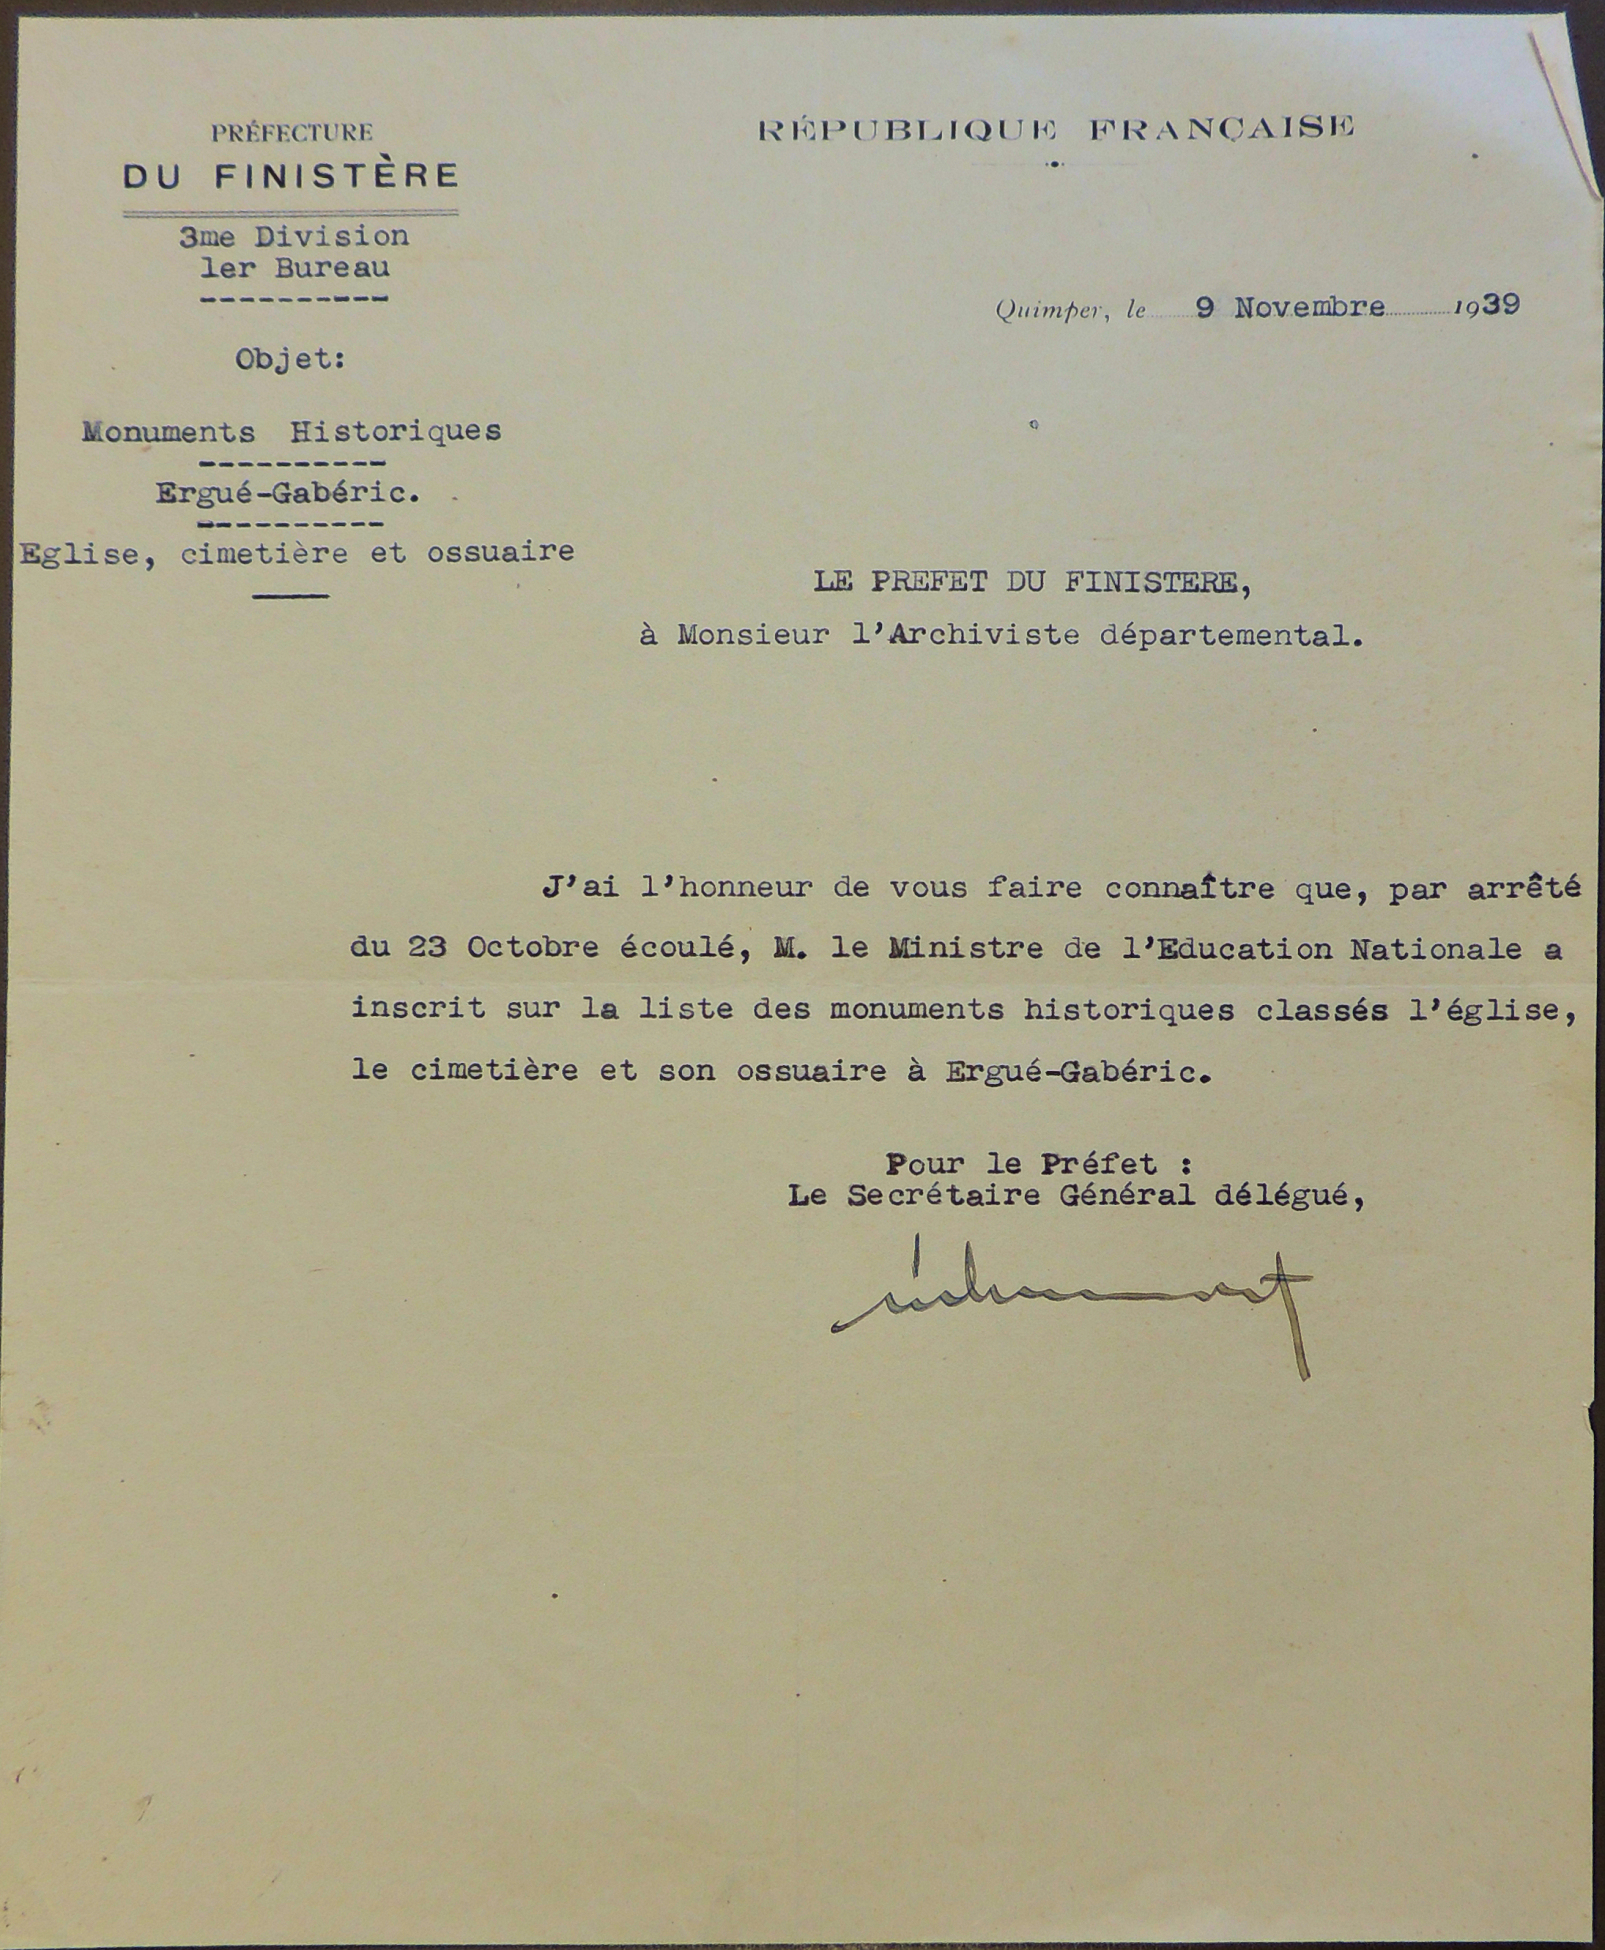 PRÉFECTURE
DU FINISTÈRE
3me Division
1er Bureau
----------
Objet:
Monuments Historiques
----------
Ergué-Gabéric.
----------
Eglise, cimetière et ossuaire
RÉPUBLIQUE FRANÇAISE
Quimper, le 9 Novembre 1939
LE PREFET DU FINISTERE,
à Monsieur l'Archiviste départemental.
J'ai l'honneur de vous faire connaître que, par arrêté
du 23 Octobre écoulé, M. le Ministre de l'Education Nationale a
inscrit sur la liste des monuments historiques classés l'église,
le cimetière et son ossuaire à Ergué-Gabéric.
Pour le Préfet :
Le Secrétaire Général délégué,